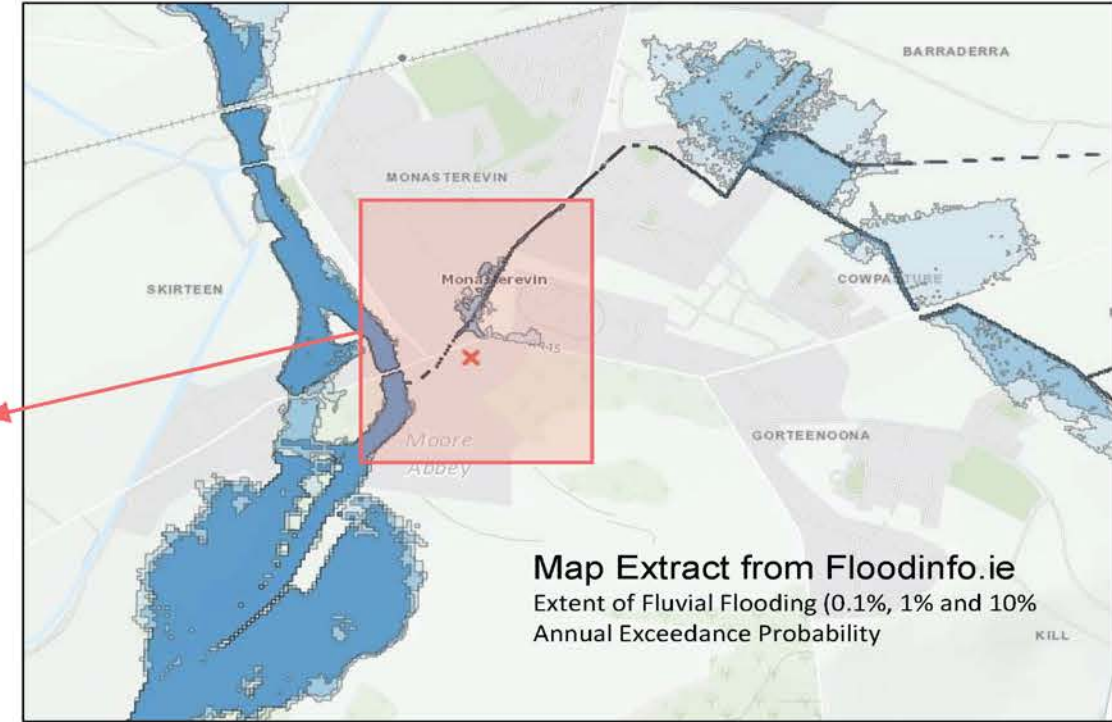 BARRADERRA
MONASTEREVIN
SKIRTEEN
Monasterevin
COWPASTURE
R445
Moore
Abbey
GORTEENOONA
Map Extract from Floodinfo.ie
Extent of Fluvial Flooding (0.1%, 1% and 10%
Annual Exceedance Probability
KILL